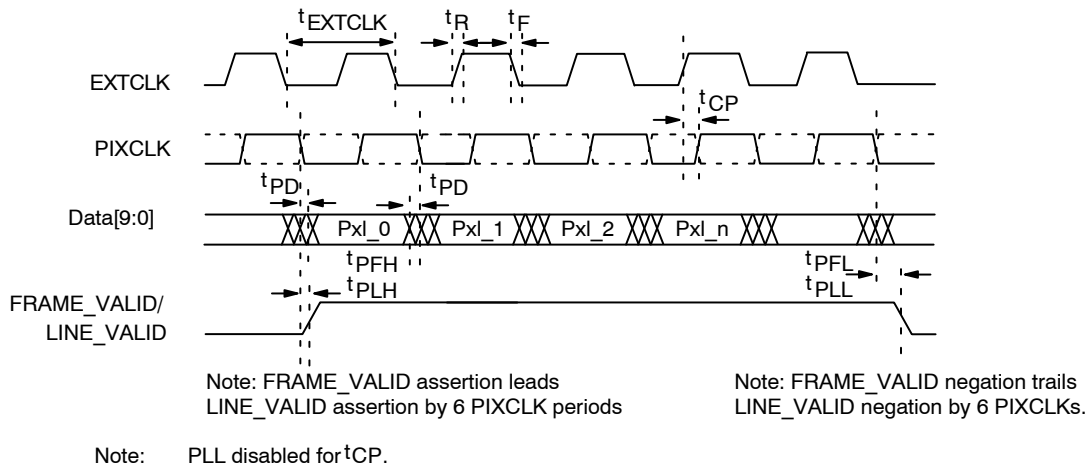 tEXTCLK
tR
tF
EXTCLK
tCP
PIXCLK
tPD
tPD
Data[9:0]
Pxl_0
Pxl_1
Pxl_2
Pxl_n
tPFH
tPLH
tPFL
tPLL
FRAME_VALID/
LINE_VALID
Note: FRAME_VALID assertion leads
LINE_VALID assertion by 6 PIXCLK periods
Note: FRAME_VALID negation trails
LINE_VALID negation by 6 PIXCLKs.
Note: PLL disabled for tCP.